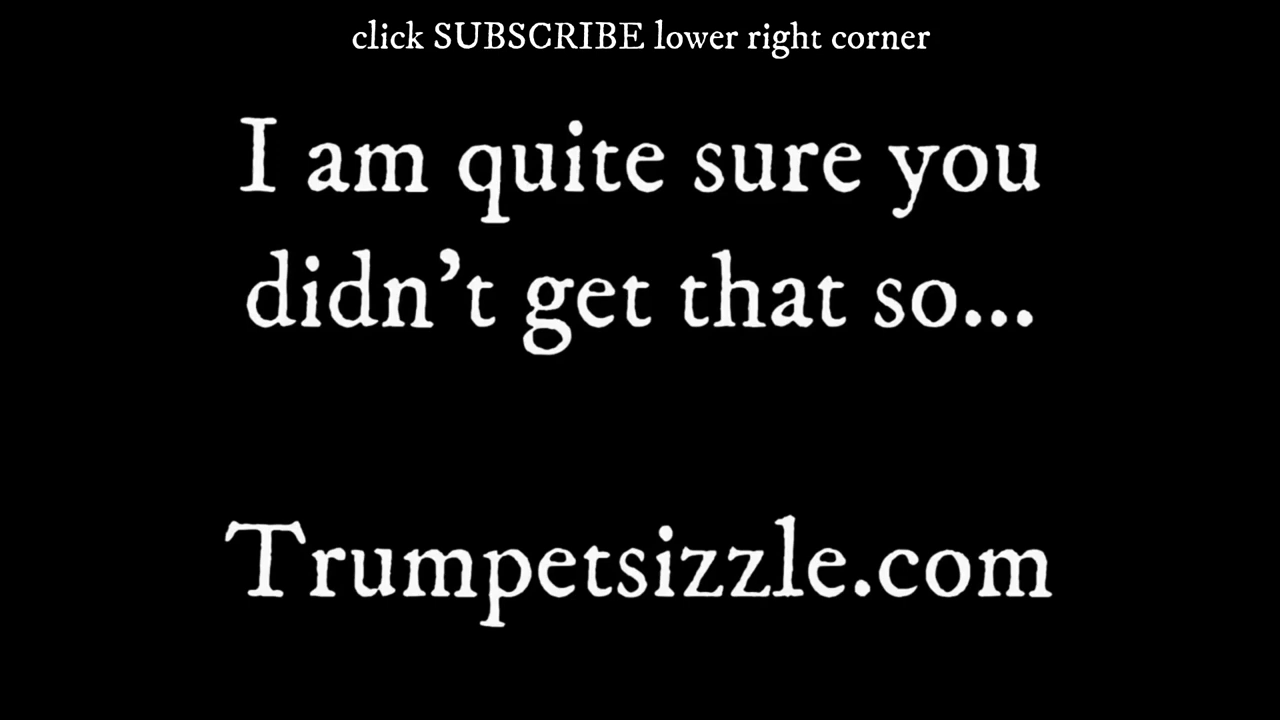 click SUBSCRIBE lower right corner
I am quite sure you
didn't get that so...
Trumpetsizzle.com